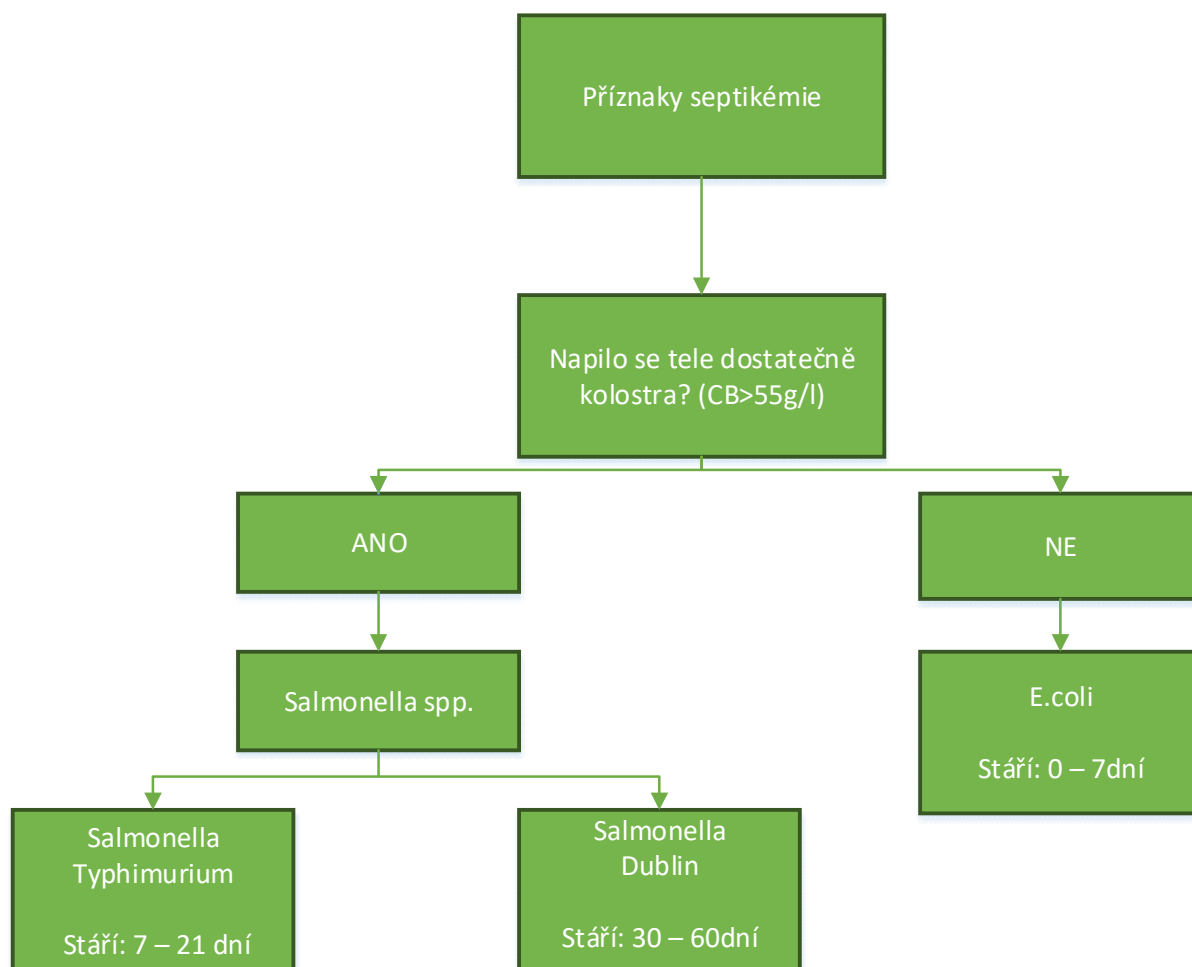 Příznaky septikémie
Napilo se tele dostatečně
kolostra? (CB>55g/l)
ANO
NE
Salmonella spp.
E.coli
Stáří: 0 – 7dní
Salmonella
Typhimurium
Stáří: 7 – 21 dní
Salmonella
Dublin
Stáří: 30 – 60dní